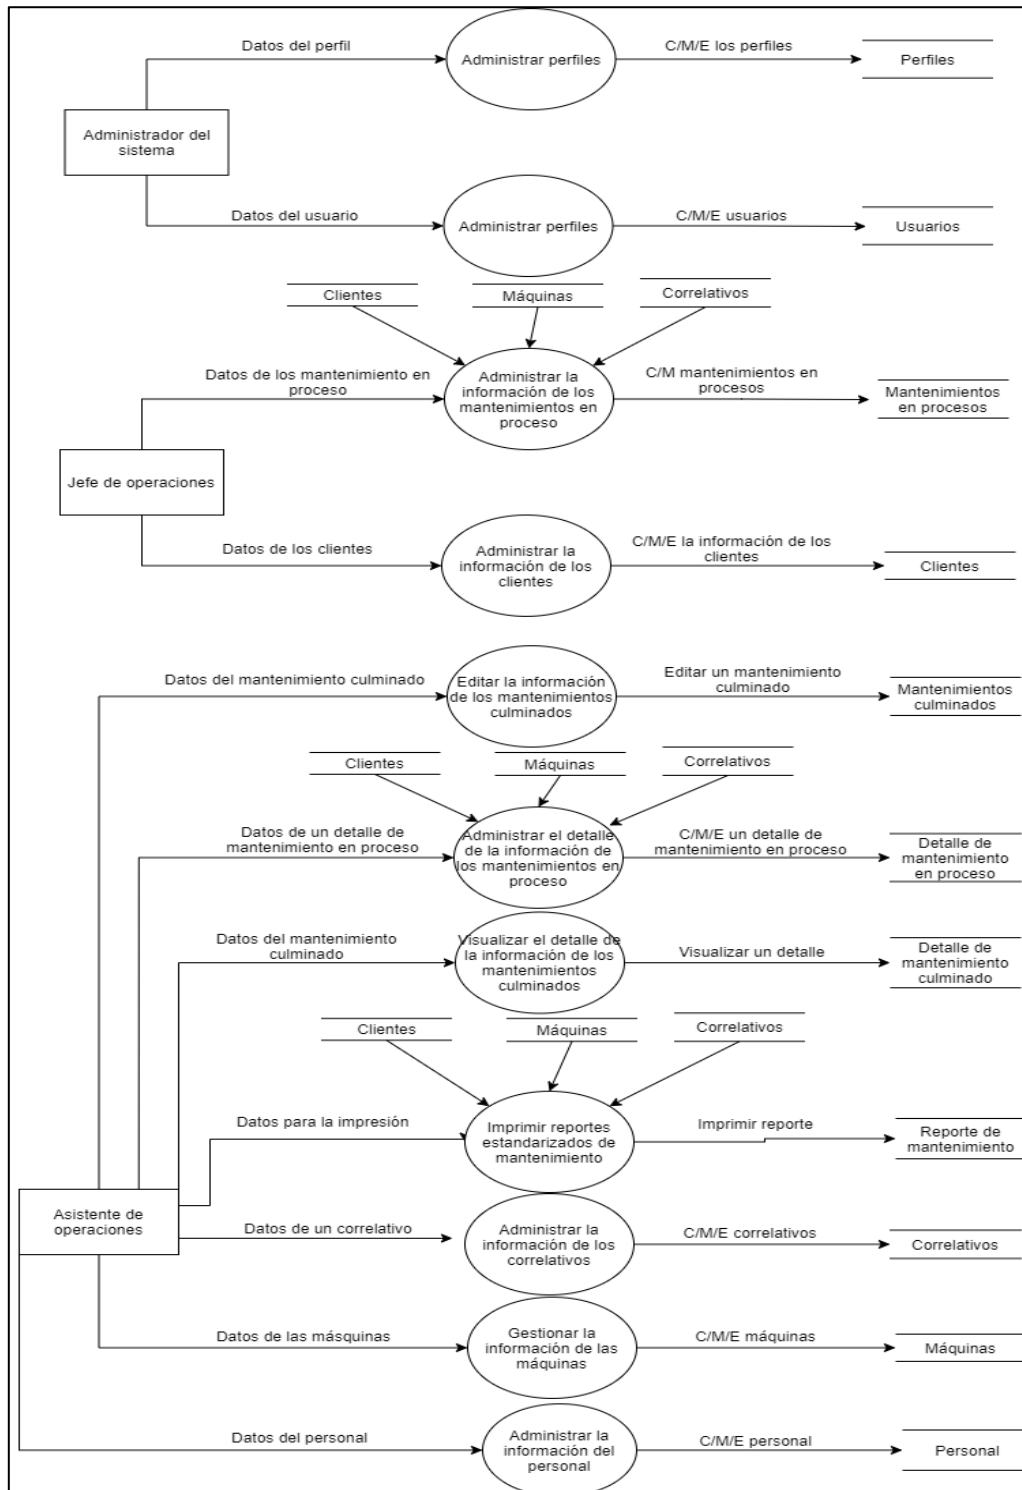 Datos del perfil
Administrar perfiles
C/M/E los perfiles
Perfiles
Administrador del
sistema
Datos del usuario
Administrar perfiles
C/M/E usuarios
Usuarios
Clientes
Máquinas
Correlativos
Datos de los mantenimiento en
proceso
Administrar la
información de los
mantenimientos en
proceso
C/M mantenimientos en
procesos
Mantenimientos
en procesos
Jefe de operaciones
Datos de los clientes
Administrar la
información de los
clientes
C/M/E la información de los
clientes
Clientes
Datos del mantenimiento culminado
Editar la información
de los mantenimientos
culminados
Editar un mantenimiento
culminado
Mantenimientos
culminados
Clientes
Máquinas
Correlativos
Datos de un detalle de
mantenimiento en proceso
Administrar el detalle
de la información de
los mantenimientos en
proceso
C/M/E un detalle de
mantenimiento en proceso
Detalle de
mantenimiento
en proceso
Datos del mantenimiento
culminado
Visualizar el detalle de
la información de los
mantenimientos
culminados
Visualizar un detalle
Detalle de
mantenimiento
culminado
Clientes
Máquinas
Correlativos
Datos para la impresión
Imprimir reportes
estandarizados de
mantenimiento
Imprimir reporte
Reporte de
mantenimiento
Asistente de
operaciones
Datos de un correlativo
Administrar la
información de los
correlativos
C/M/E correlativos
Correlativos
Datos de las másquinas
Gestionar la
información de las
máquinas
C/M/E máquinas
Máquinas
Datos del personal
Administrar la
información del
personal
C/M/E personal
Personal